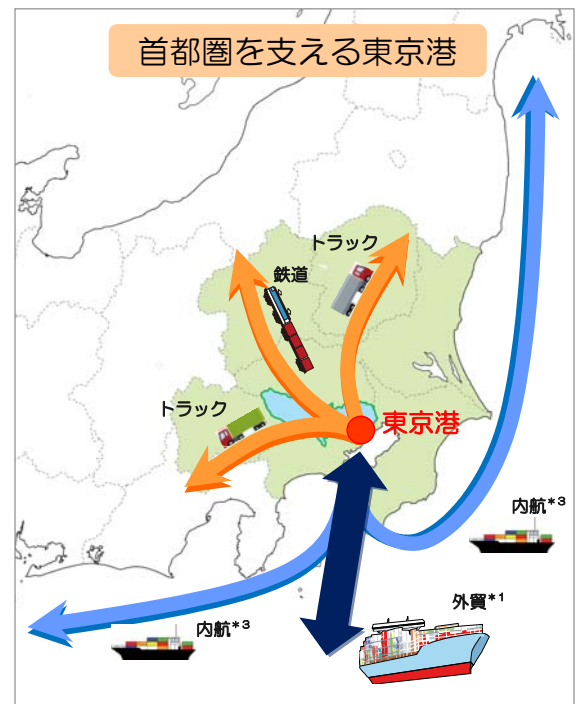 首都圏を支える東京港
トラック
鉄道
トラック
東京港
内航*3
外貿*1
内航*3